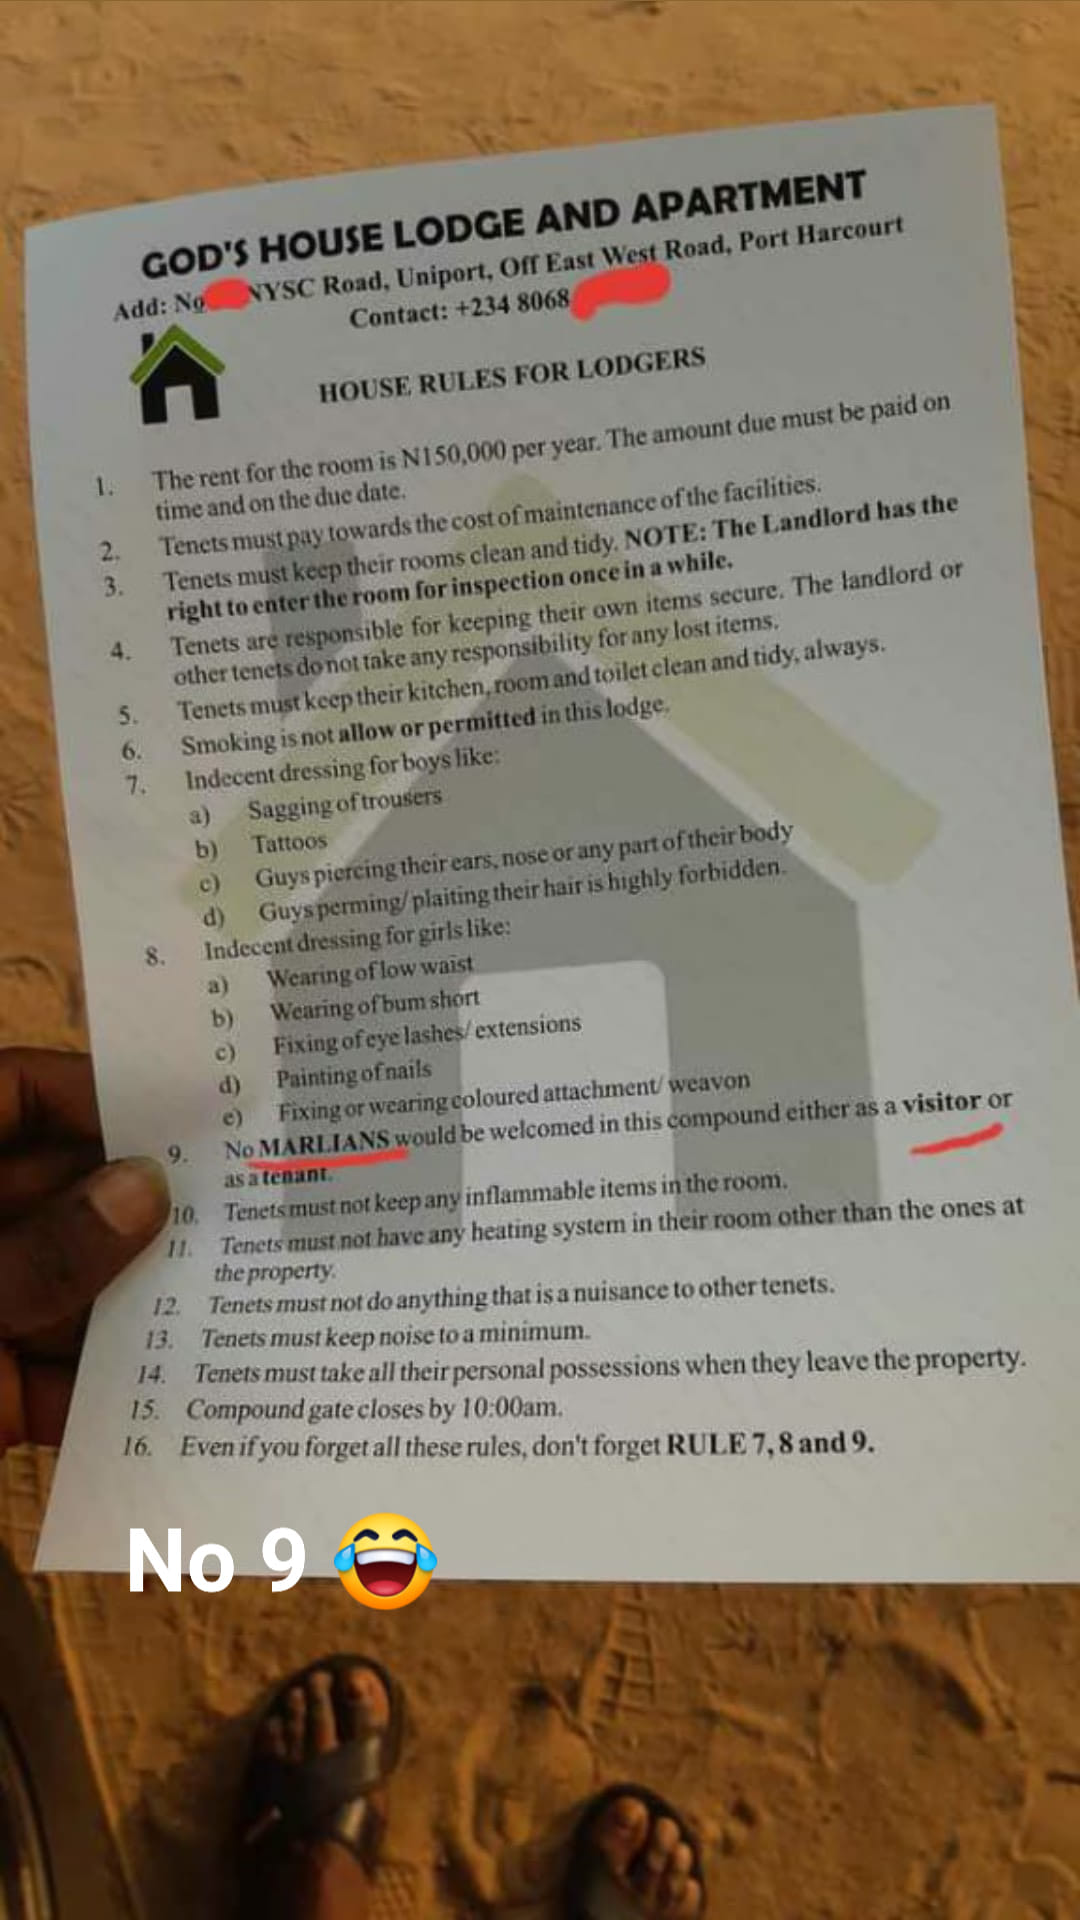 GOD'S HOUSE LODGE AND APARTMENT
Add: No NYSC Road, Uniport, Off East West Road, Port Harcourt
Contact: +234 8068
HOUSE RULES FOR LODGERS
1. The rent for the room is N150,000 per year. The amount due must be paid on
time and on the due date.
2. Tenets must pay towards the cost of maintenance of the facilities.
3. Tenets must keep their rooms clean and tidy. NOTE: The Landlord has the
right to enter the room for inspection once in a while.
4. Tenets are responsible for keeping their own items secure. The landlord or
other tenets do not take any responsibility for any lost items.
5. Tenets must keep their kitchen, room and toilet clean and tidy, always.
6. Smoking is not allow or permitted in this lodge.
7. Indecent dressing for boys like:
a) Sagging of trousers
b) Tattoos
c) Guys piercing their ears, nose or any part of their body
d) Guys perming/ plaiting their hair is highly forbidden.
8. Indecent dressing for girls like:
a) Wearing of low waist
b) Wearing of bum short
c) Fixing of eye lashes/ extensions
d) Painting of nails
e) Fixing or wearing coloured attachment/ weavon
9. No MARLIANS would be welcomed in this compound either as a visitor or
as a tenant.
10. Tenets must not keep any inflammable items in the room.
11. Tenets must not have any heating system in their room other than the ones at
the property.
12. Tenets must not do anything that is a nuisance to other tenets.
13. Tenets must keep noise to a minimum.
14. Tenets must take all their personal possessions when they leave the property.
15. Compound gate closes by 10:00am.
16. Even if you forget all these rules, don't forget RULE 7, 8 and 9.
No 9 😂